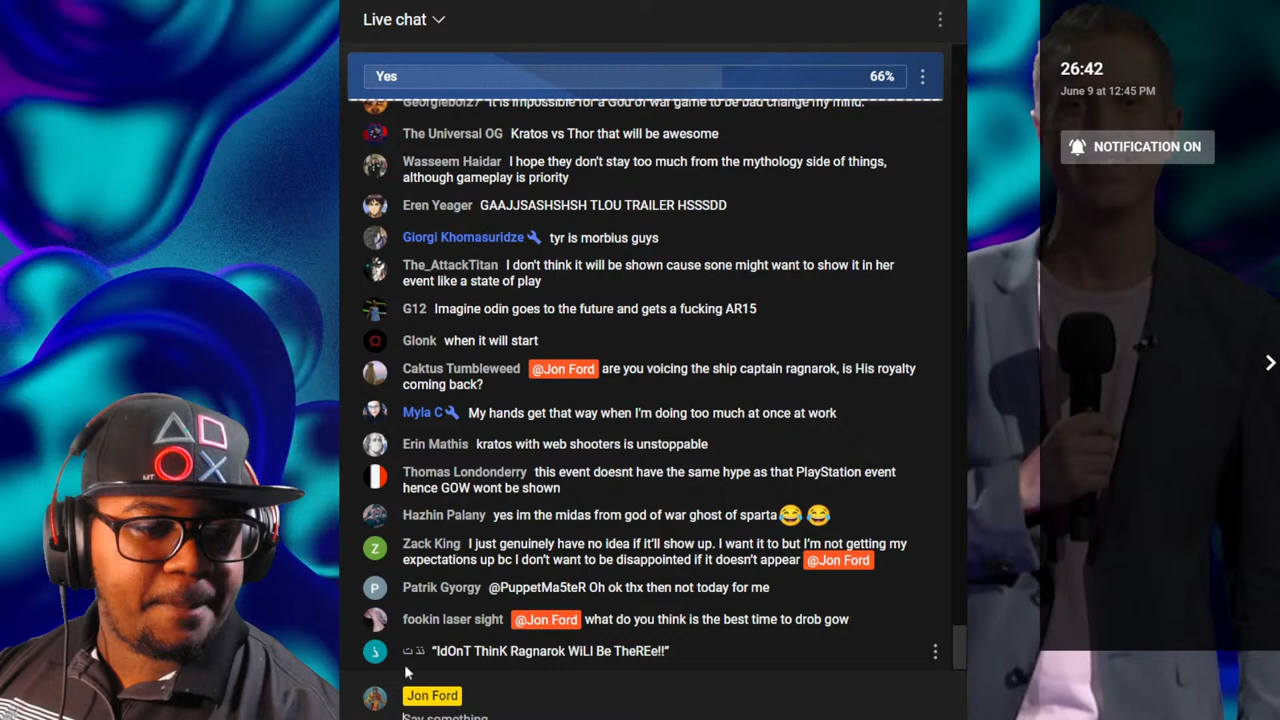 Live chat
Yes 66%
Georgieboi27 "It is impossible for a God of war game to be bad change my mind."
The Universal OG Kratos vs Thor that will be awesome
Wasseem Haidar I hope they don't stay too much from the mythology side of things,
although gameplay is priority
Eren Yeager GAAJJSASHSHSH TLOU TRAILER HSSSDD
Giorgi Khomasuridze tyr is morbius guys
The_AttackTitan I don't think it will be shown cause sone might want to show it in her
event like a state of play
G12 Imagine odin goes to the future and gets a fucking AR15
Glonk when it will start
Caktus Tumbleweed @Jon Ford are you voicing the ship captain ragnarok, is His royalty
coming back?
Myla C My hands get that way when I'm doing too much at once at work
Erin Mathis kratos with web shooters is unstoppable
Thomas Londonderry this event doesnt have the same hype as that PlayStation event
hence GOW wont be shown
Hazhin Palany yes im the midas from god of war ghost of sparta😂😂
Z Zack King I just genuinely have no idea if it'll show up. I want it to but I'm not getting my
expectations up bc I don't want to be disappointed if it doesn't appear @Jon Ford
P Patrik Gyorgy @PuppetMa5teR Oh ok thx then not today for me
fookin laser sight @Jon Ford what do you think is the best time to drob gow
“IdOnT ThinK Ragnarok WiLl Be TheREe!!”
Jon Ford
Say something
26:42
June 9 at 12:45 PM
NOTIFICATION ON
MT